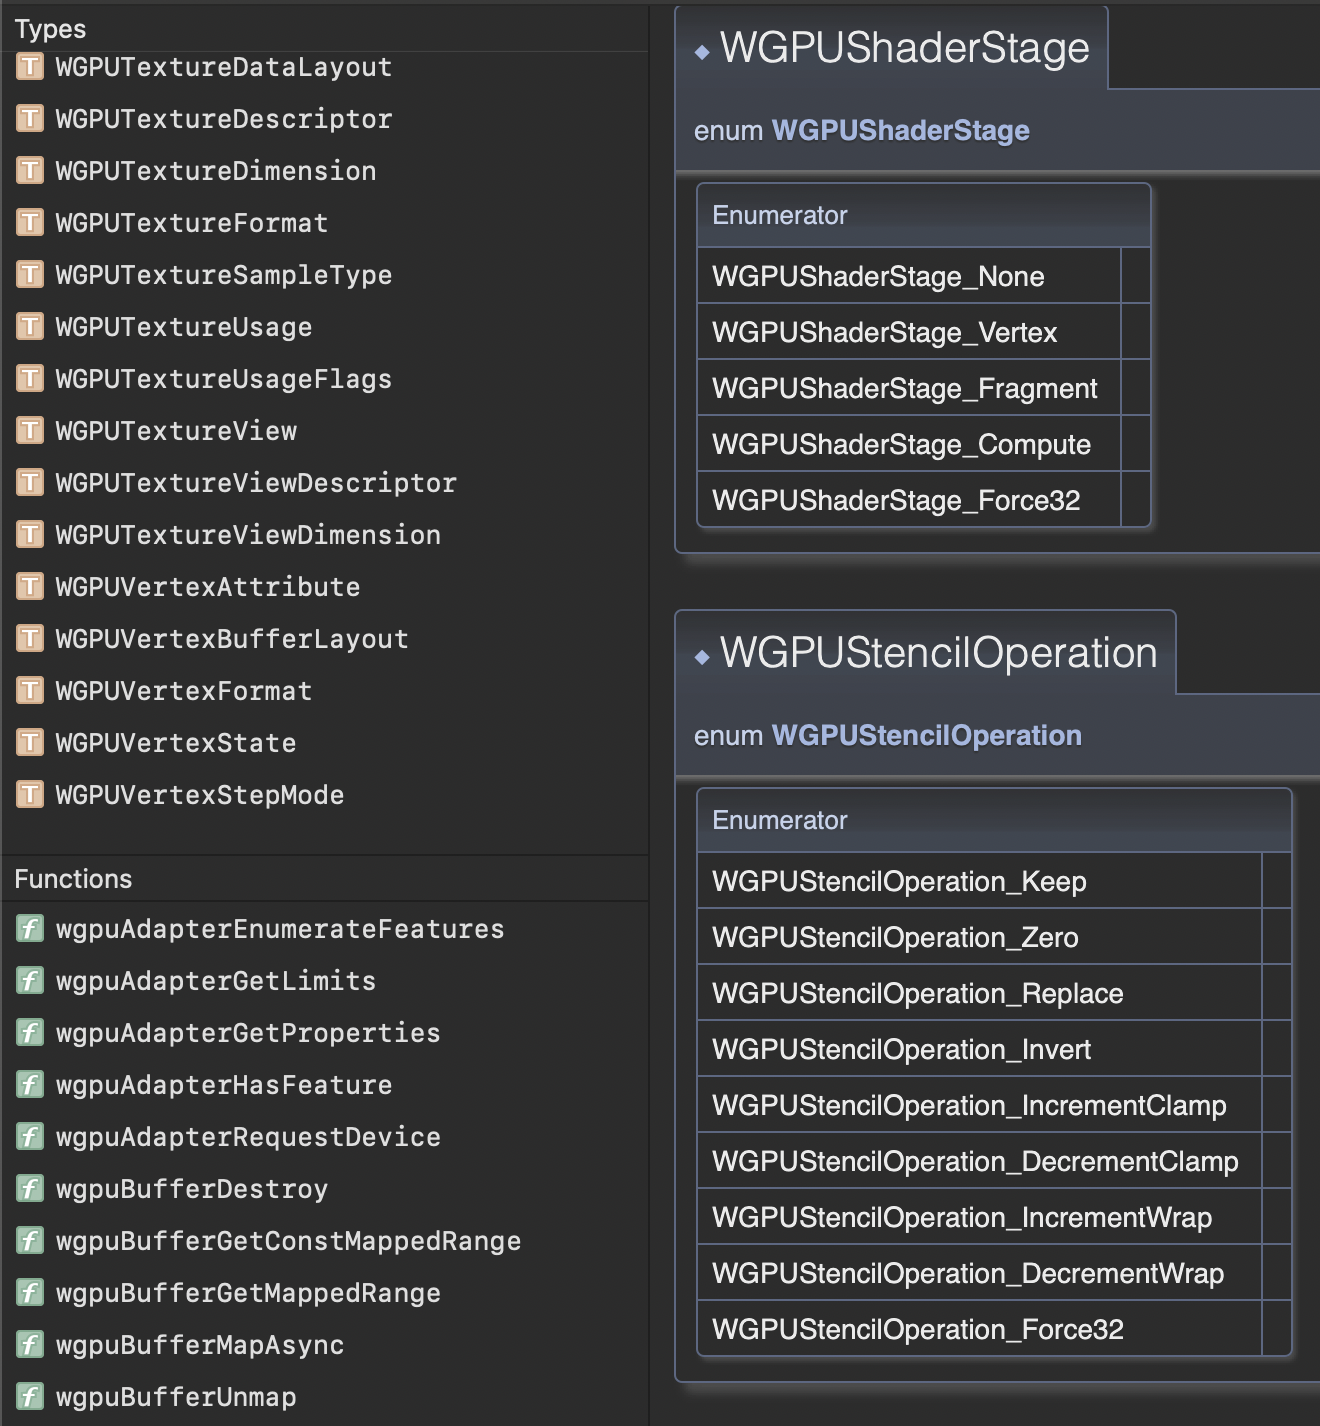 Types
WGPUTextureDataLayout
WGPUTextureDescriptor
WGPUTextureDimension
WGPUTextureFormat
WGPUTextureSampleType
WGPUTextureUsage
WGPUTextureUsageFlags
WGPUTextureView
WGPUTextureViewDescriptor
WGPUTextureViewDimension
WGPUVertexAttribute
WGPUVertexBufferLayout
WGPUVertexFormat
WGPUVertexState
WGPUVertexStepMode
Functions
wgpuAdapterEnumerateFeatures
wgpuAdapterGetLimits
wgpuAdapterGetProperties
wgpuAdapterHasFeature
wgpuAdapterRequestDevice
wgpuBufferDestroy
wgpuBufferGetConstMappedRange
wgpuBufferGetMappedRange
wgpuBufferMapAsync
wgpuBufferUnmap
WGPUShaderStage
enum WGPUShaderStage
Enumerator
WGPUShaderStage_None
WGPUShaderStage_Vertex
WGPUShaderStage_Fragment
WGPUShaderStage_Compute
WGPUShaderStage_Force32
WGPUStencilOperation
enum WGPUStencilOperation
Enumerator
WGPUStencilOperation_Keep
WGPUStencilOperation_Zero
WGPUStencilOperation_Replace
WGPUStencilOperation_Invert
WGPUStencilOperation_IncrementClamp
WGPUStencilOperation_DecrementClamp
WGPUStencilOperation_IncrementWrap
WGPUStencilOperation_DecrementWrap
WGPUStencilOperation_Force32